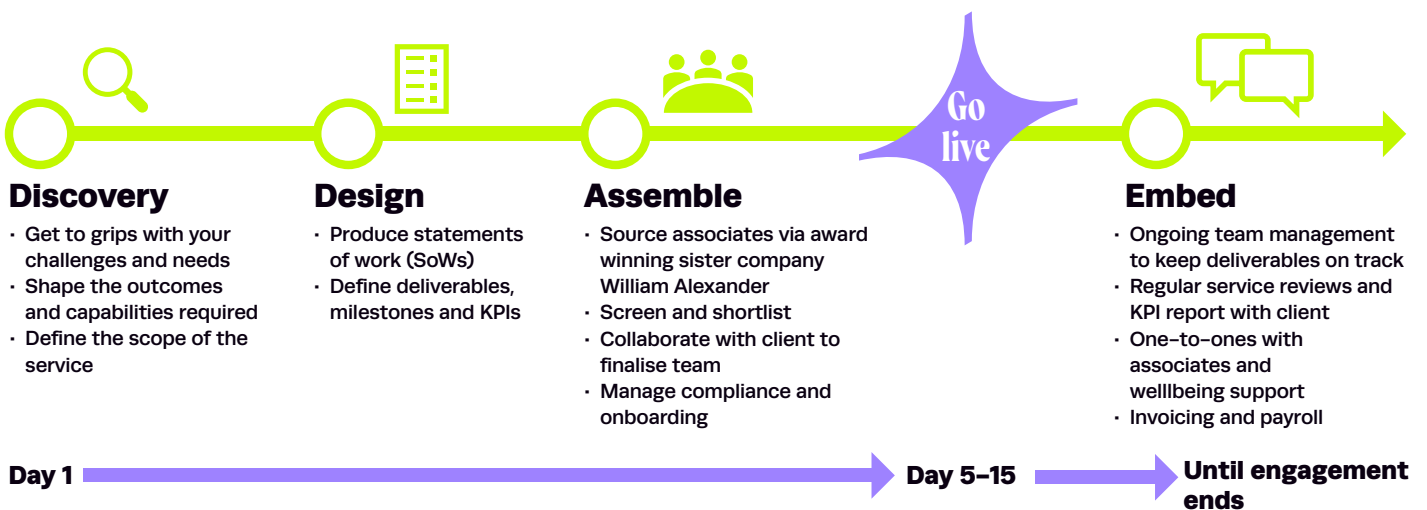 Go
live
Discovery
· Get to grips with your
challenges and needs
· Shape the outcomes
and capabilities required
· Define the scope of the
service
Design
· Produce statements
of work (SoWs)
· Define deliverables,
milestones and KPIs
Assemble
· Source associates via award
winning sister company
William Alexander
· Screen and shortlist
· Collaborate with client to
finalise team
· Manage compliance and
onboarding
Embed
· Ongoing team management
to keep deliverables on track
· Regular service reviews and
KPI report with client
· One-to-ones with
associates and
welllbeing support
· Invoicing and payroll
Day 1
Day 5–15
Until engagement
ends